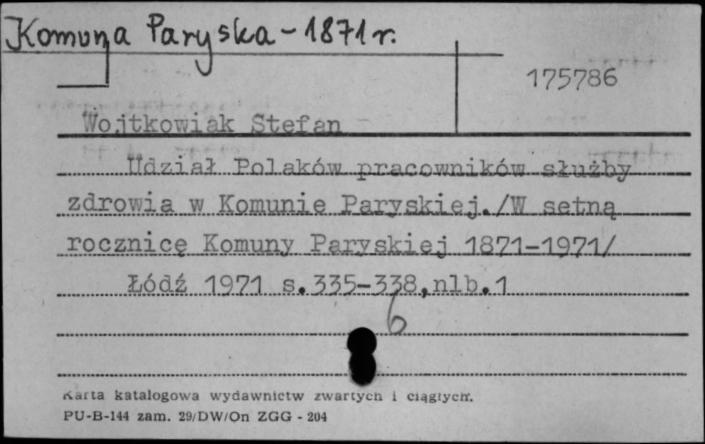 Komuna Paryska - 1871 r.
175786
Wojtkowiak Stefan
Udział Polaków pracowników służby
zdrowia w Komunie Paryskiej./W setną
rocznicę Komuny Paryskiej 1871-1971/
Łódź 1971 s.335-338,nlb.1
6
Karta katalogowa wydawnictw zwartych i ciągłych.
PU-B-144 zam. 29/DW/On ZGG - 204